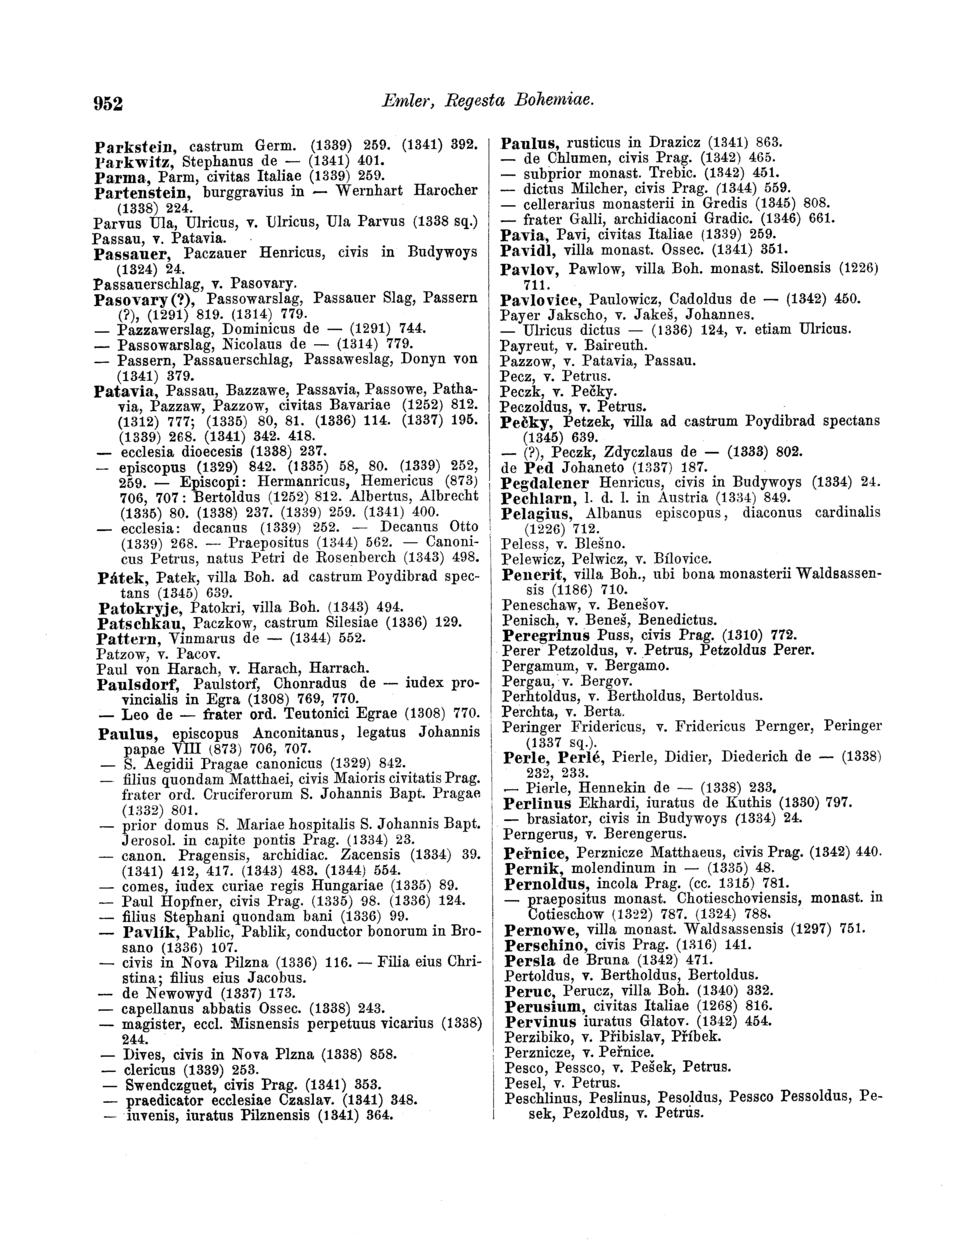 952
Emler, Regesta Bohemiae.
Parkstein, castrum Germ. (1339) 259. (1341) 392.
Parkwitz, Stephanus de — (1341) 401.
Parma, Parm, civitas Italiae (1339) 259.
Partenstein, burggravius in — Wernhart Harocher
(1338) 224.
Parvus Ula, Ulricus, v. Ulricus, Ula Parvus (1338 sq.)
Passau, v. Patavia.
Passauer, Paczauer Henricus, civis in Budywoys
(1324) 24.
Passauerschlag, v. Pasovary.
Pasovary (?), Passowarslag, Passauer Slag, Passern
(?), (1291) 819. (1314) 779.
— Pazzawerslag, Dominicus de — (1291) 744.
— Passowarslag, Nicolaus de — (1314) 779.
— Passern, Passauerschlag, Passaweslag, Donyn von
(1341) 379.
Patavia, Passau, Bazzawe, Passavia, Passowe, Patha-
via, Pazzaw, Pazzow, civitas Bavariae (1252) 812.
(1312) 777; (1335) 80, 81. (1336) 114. (1337) 195.
(1339) 268. (1341) 342. 418.
— ecclesia dioecesis (1338) 237.
— episcopus (1329) 842. (1335) 58, 80. (1339) 252,
259. — Episcopi: Hermanricus, Hemericus (873)
706, 707: Bertoldus (1252) 812. Albertus, Albrecht
(1335) 80. (1338) 237. (1339) 259. (1341) 400.
— ecclesia: decanus (1339) 252. — Decanus Otto
(1339) 268. — Praepositus (1344) 562. — Canoni-
cus Petrus, natus Petri de Rosenberch (1343) 498.
Pátek, Patek, villa Boh. ad castrum Poydibrad spec-
tans (1345) 639.
Patokryje, Patokri, villa Boh. (1343) 494.
Patschkau, Paczkow, castrum Silesiae (1336) 129.
Pattern, Vinmarus de — (1344) 552.
Patzow, v. Pacov.
Paul von Harach, v. Harach, Harrach.
Paulsdorf, Paulstorf, Chonradus de — iudex pro-
vincialis in Egra (1308) 769, 770.
— Leo de — frater ord. Teutonici Egrae (1308) 770.
Paulus, episcopus Anconitanus, legatus Johannis
papae VIII (873) 706, 707.
— S. Aegidii Pragae canonicus (1329) 842.
— filius quondam Matthaei, civis Maioris civitatis Prag.
frater ord. Cruciferorum S. Johannis Bapt. Pragae
(1332) 801.
— prior domus S. Mariae hospitalis S. Johannis Bapt.
Jerosol. in capite pontis Prag. (1334) 23.
— canon. Pragensis, archidiac. Zacensis (1334) 39.
(1341) 412, 417. (1343) 483. (1344) 554.
— comes, iudex curiae regis Hungariae (1335) 89.
— Paul Hopfner, civis Prag. (1335) 98. (1336) 124.
— filius Stephani quondam bani (1336) 99.
— Pavlík, Pablic, Pablik, conductor bonorum in Bro-
sano (1336) 107.
— civis in Nova Pilzna (1336) 116. — Filia eius Chri-
stina; filius eius Jacobus.
— de Newowyd (1337) 173.
— capellanus abbatis Ossec. (1338) 243.
— magister, eccl. Misnensis perpetuus vicarius (1338)
244.
— Dives, civis in Nova Plzna (1338) 858.
— clericus (1339) 253.
— Swendczguet, civis Prag. (1341) 353.
— praedicator ecclesiae Czaslav. (1341) 348.
— iuvenis, iuratus Pilznensis (1341) 364.
Paulus, rusticus in Drazicz (1341) 863.
— de Chlumen, civis Prag. (1342) 465.
— subprior monast. Trebic. (1342) 451.
— dictus Milcher, civis Prag. (1344) 559.
— cellerarius monasterii in Gredis (1345) 808.
— frater Galli, archidiaconi Gradic. (1346) 661.
Pavia, Pavi, civitas Italiae (1339) 259.
Pavidl, villa monast. Ossec. (1341) 351.
Pavlov, Pawlow, villa Boh. monast. Siloensis (1226)
711.
Pavlovice, Paulowicz, Cadoldus de — (1342) 450.
Payer Jakscho, v. Jakeš, Johannes.
— Ulricus dictus — (1336) 124, v. etiam Ulricus.
Payreut, v. Baireuth.
Pazzow, v. Patavia, Passau.
Pecz, v. Petrus.
Peczk, v. Pečky.
Peczoldus, v. Petrus.
Pečky, Petzek, villa ad castrum Poydibrad spectans
(1345) 639.
— (?), Peczk, Zdyczlaus de — (1333) 802.
de Ped Johaneto (1337) 187.
Pegdalener Henricus, civis in Budywoys (1334) 24.
Pechlarn, l. d. l. in Austria (1334) 849.
Pelagius, Albanus episcopus, diaconus cardinalis
(1226) 712.
Peless, v. Blešno.
Pelewicz, Pelwicz, v. Bílovice.
Penerit, villa Boh., ubi bona monasterii Waldsassen-
sis (1186) 710.
Peneschaw, v. Benešov.
Penisch, v. Beneš, Benedictus.
Peregrinus Puss, civis Prag. (1310) 772.
Perer Petzoldus, v. Petrus, Petzoldus Perer.
Pergamum, v. Bergamo.
Pergau, v. Bergov.
Perhtoldus, v. Bertholdus, Bertoldus.
Perchta, v. Berta.
Peringer Fridericus, v. Fridericus Pernger, Peringer
(1337 sq.).
Perle, Perlé, Pierle, Didier, Diederich de — (1338)
232, 233.
— Pierle, Hennekin de — (1338) 233.
Perlinus Ekhardi, iuratus de Kuthis (1330) 797.
— brasiator, civis in Budywoys (1334) 24.
Perngerus, v. Berengerus.
Peřnice, Perznicze Matthaeus, civis Prag. (1342) 440.
Pernik, molendinum in — (1335) 48.
Pernoldus, incola Prag. (cc. 1315) 781.
— praepositus monast. Chotieschoviensis, monast. in
Cotieschow (1322) 787. (1324) 788.
Pernowe, villa monast. Waldsassensis (1297) 751.
Perschino, civis Prag. (1316) 141.
Persla de Bruna (1342) 471.
Pertoldus, v. Bertholdus, Bertoldus.
Peruc, Perucz, villa Boh. (1340) 332.
Perusium, civitas Italiae (1268) 816.
Pervinus iuratus Glatov. (1342) 454.
Perzibiko, v. Přibislav, Příbek.
Perznicze, v. Peřnice.
Pesco, Pessco, v. Pešek, Petrus.
Pesel, v. Petrus.
Peschlinus, Peslinus, Pesoldus, Pessco Pessoldus, Pe-
sek, Pezoldus, v. Petrus.